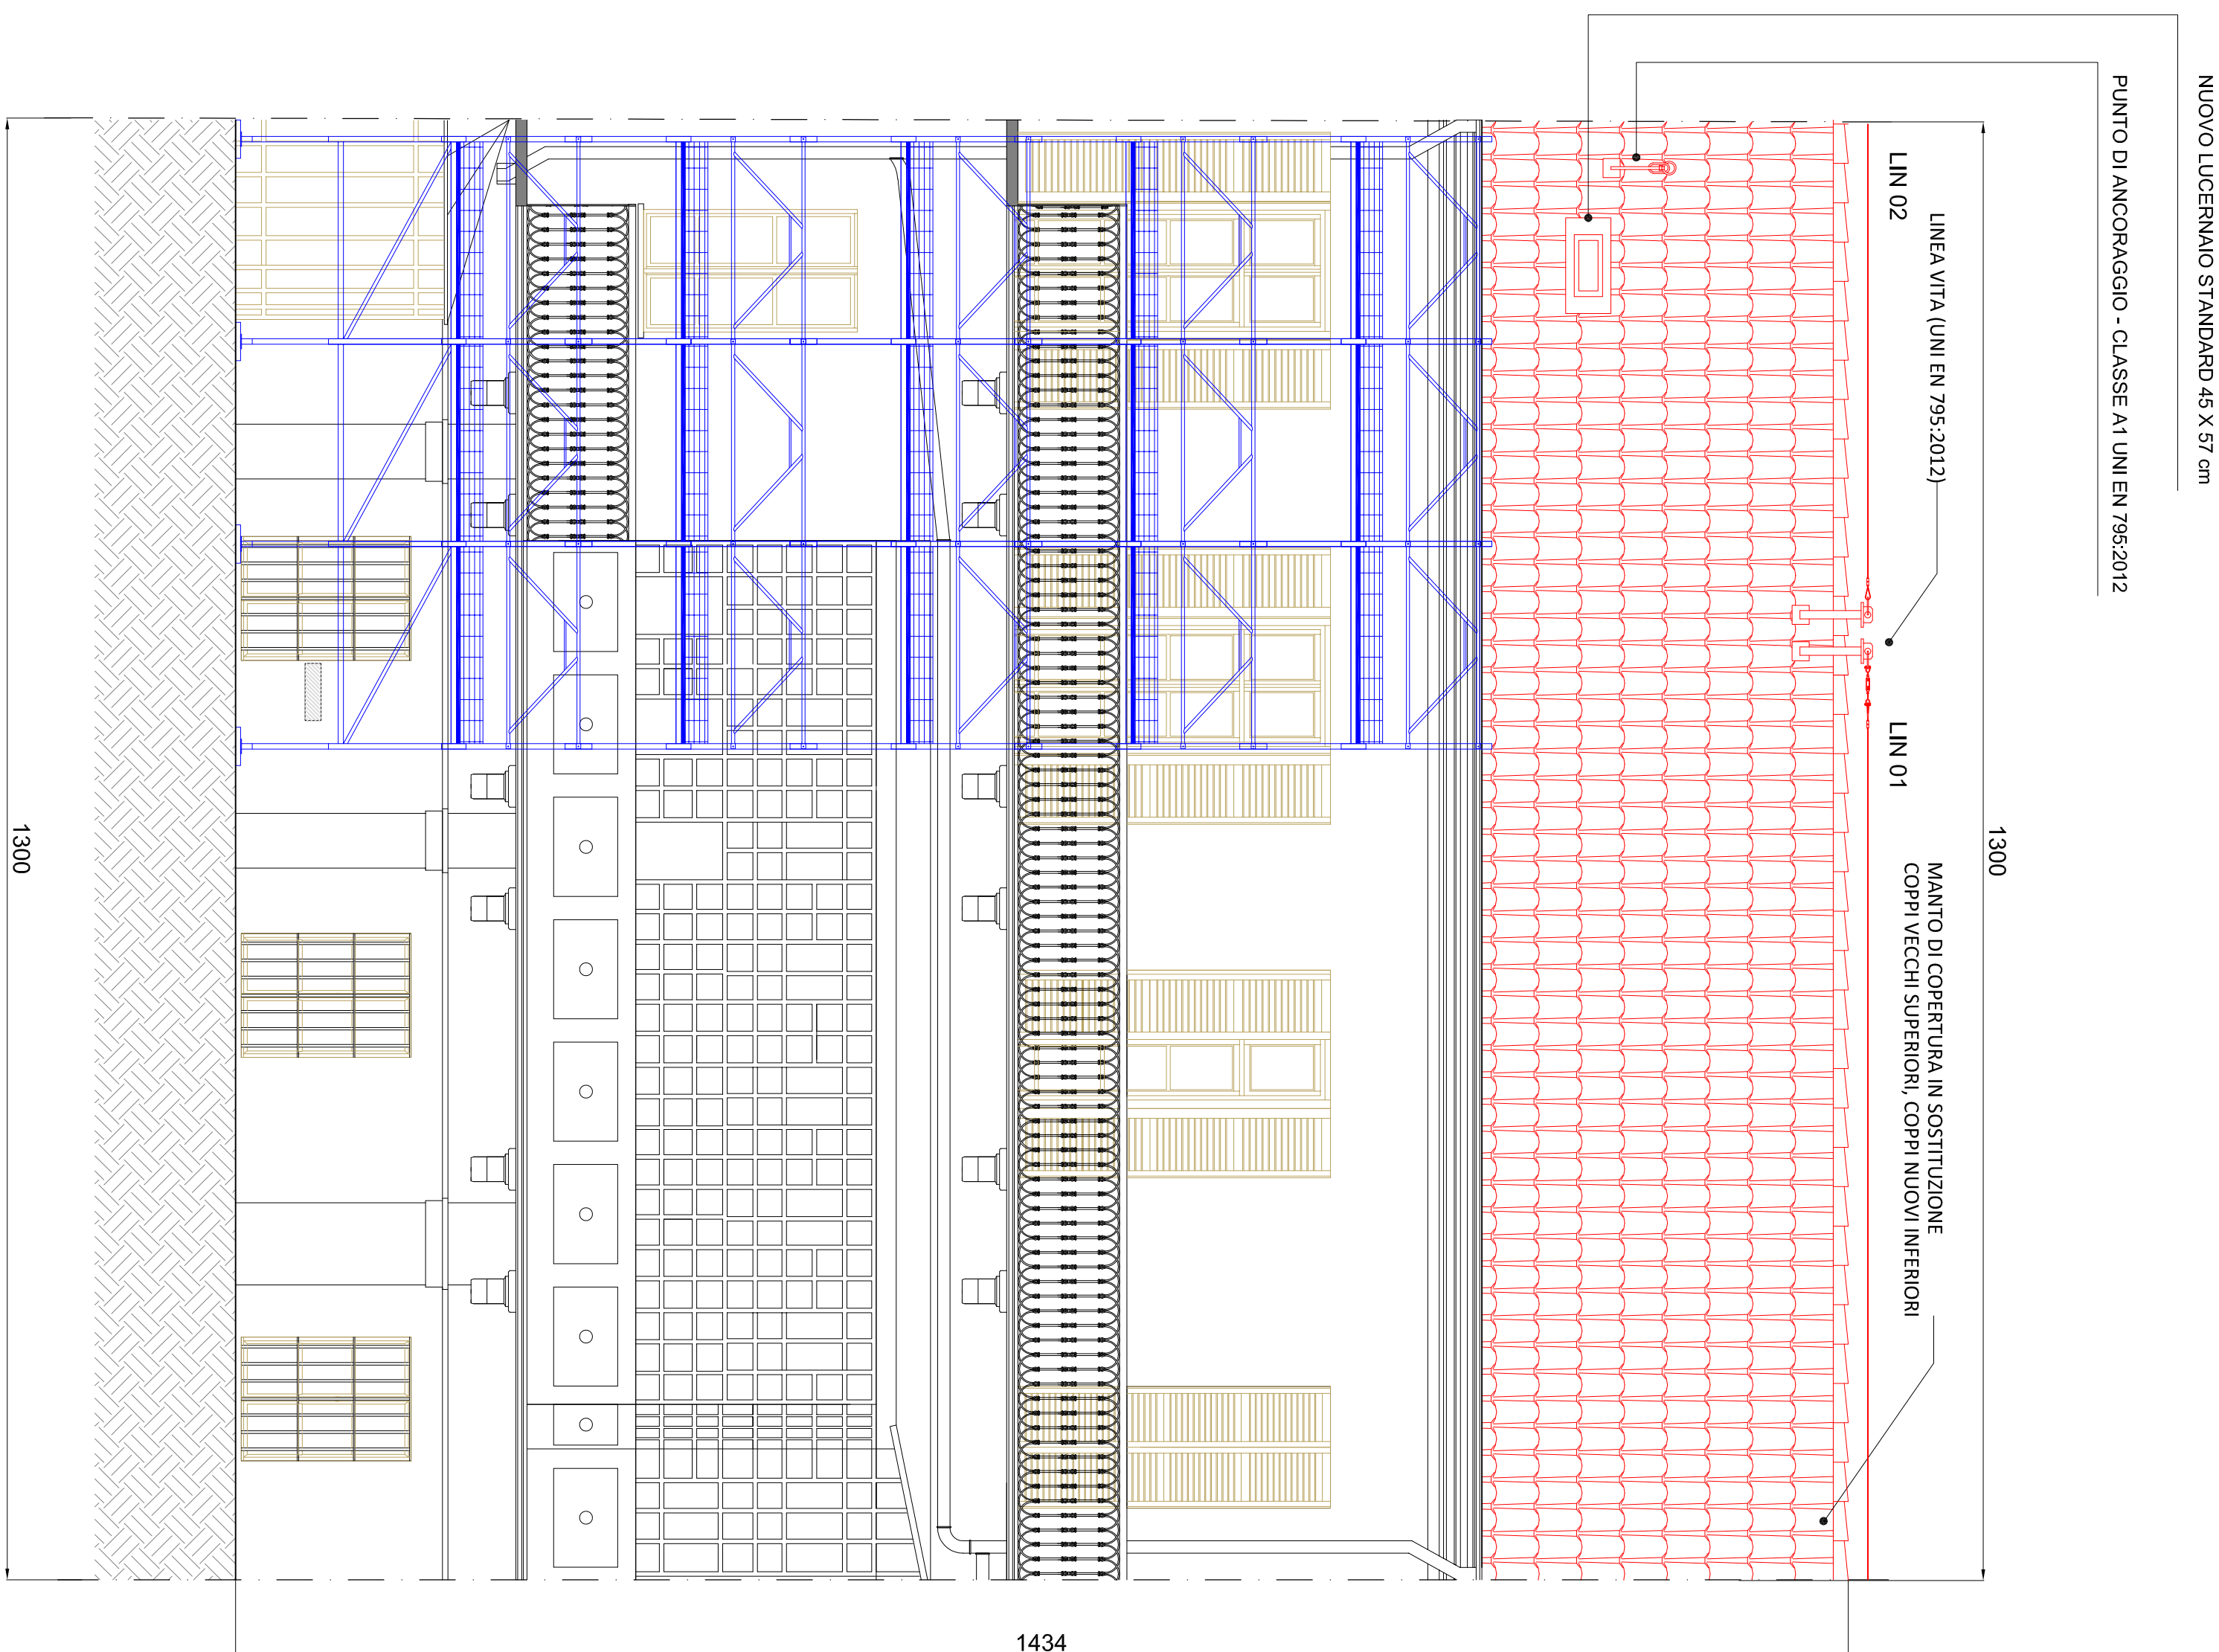 NUOVO LUCERNAIO STANDARD 45 X 57 cm
PUNTO DI ANCORAGGIO - CLASSE A1 UNI EN 795:2012
1300
LINEA VITA (UNI EN 795:2012)
LIN 02
LIN 01
MANTO DI COPERTURA IN SOSTITUZIONE
COPPI VECCHI SUPERIORI, COPPI NUOVI INFERIORI
1300
1434